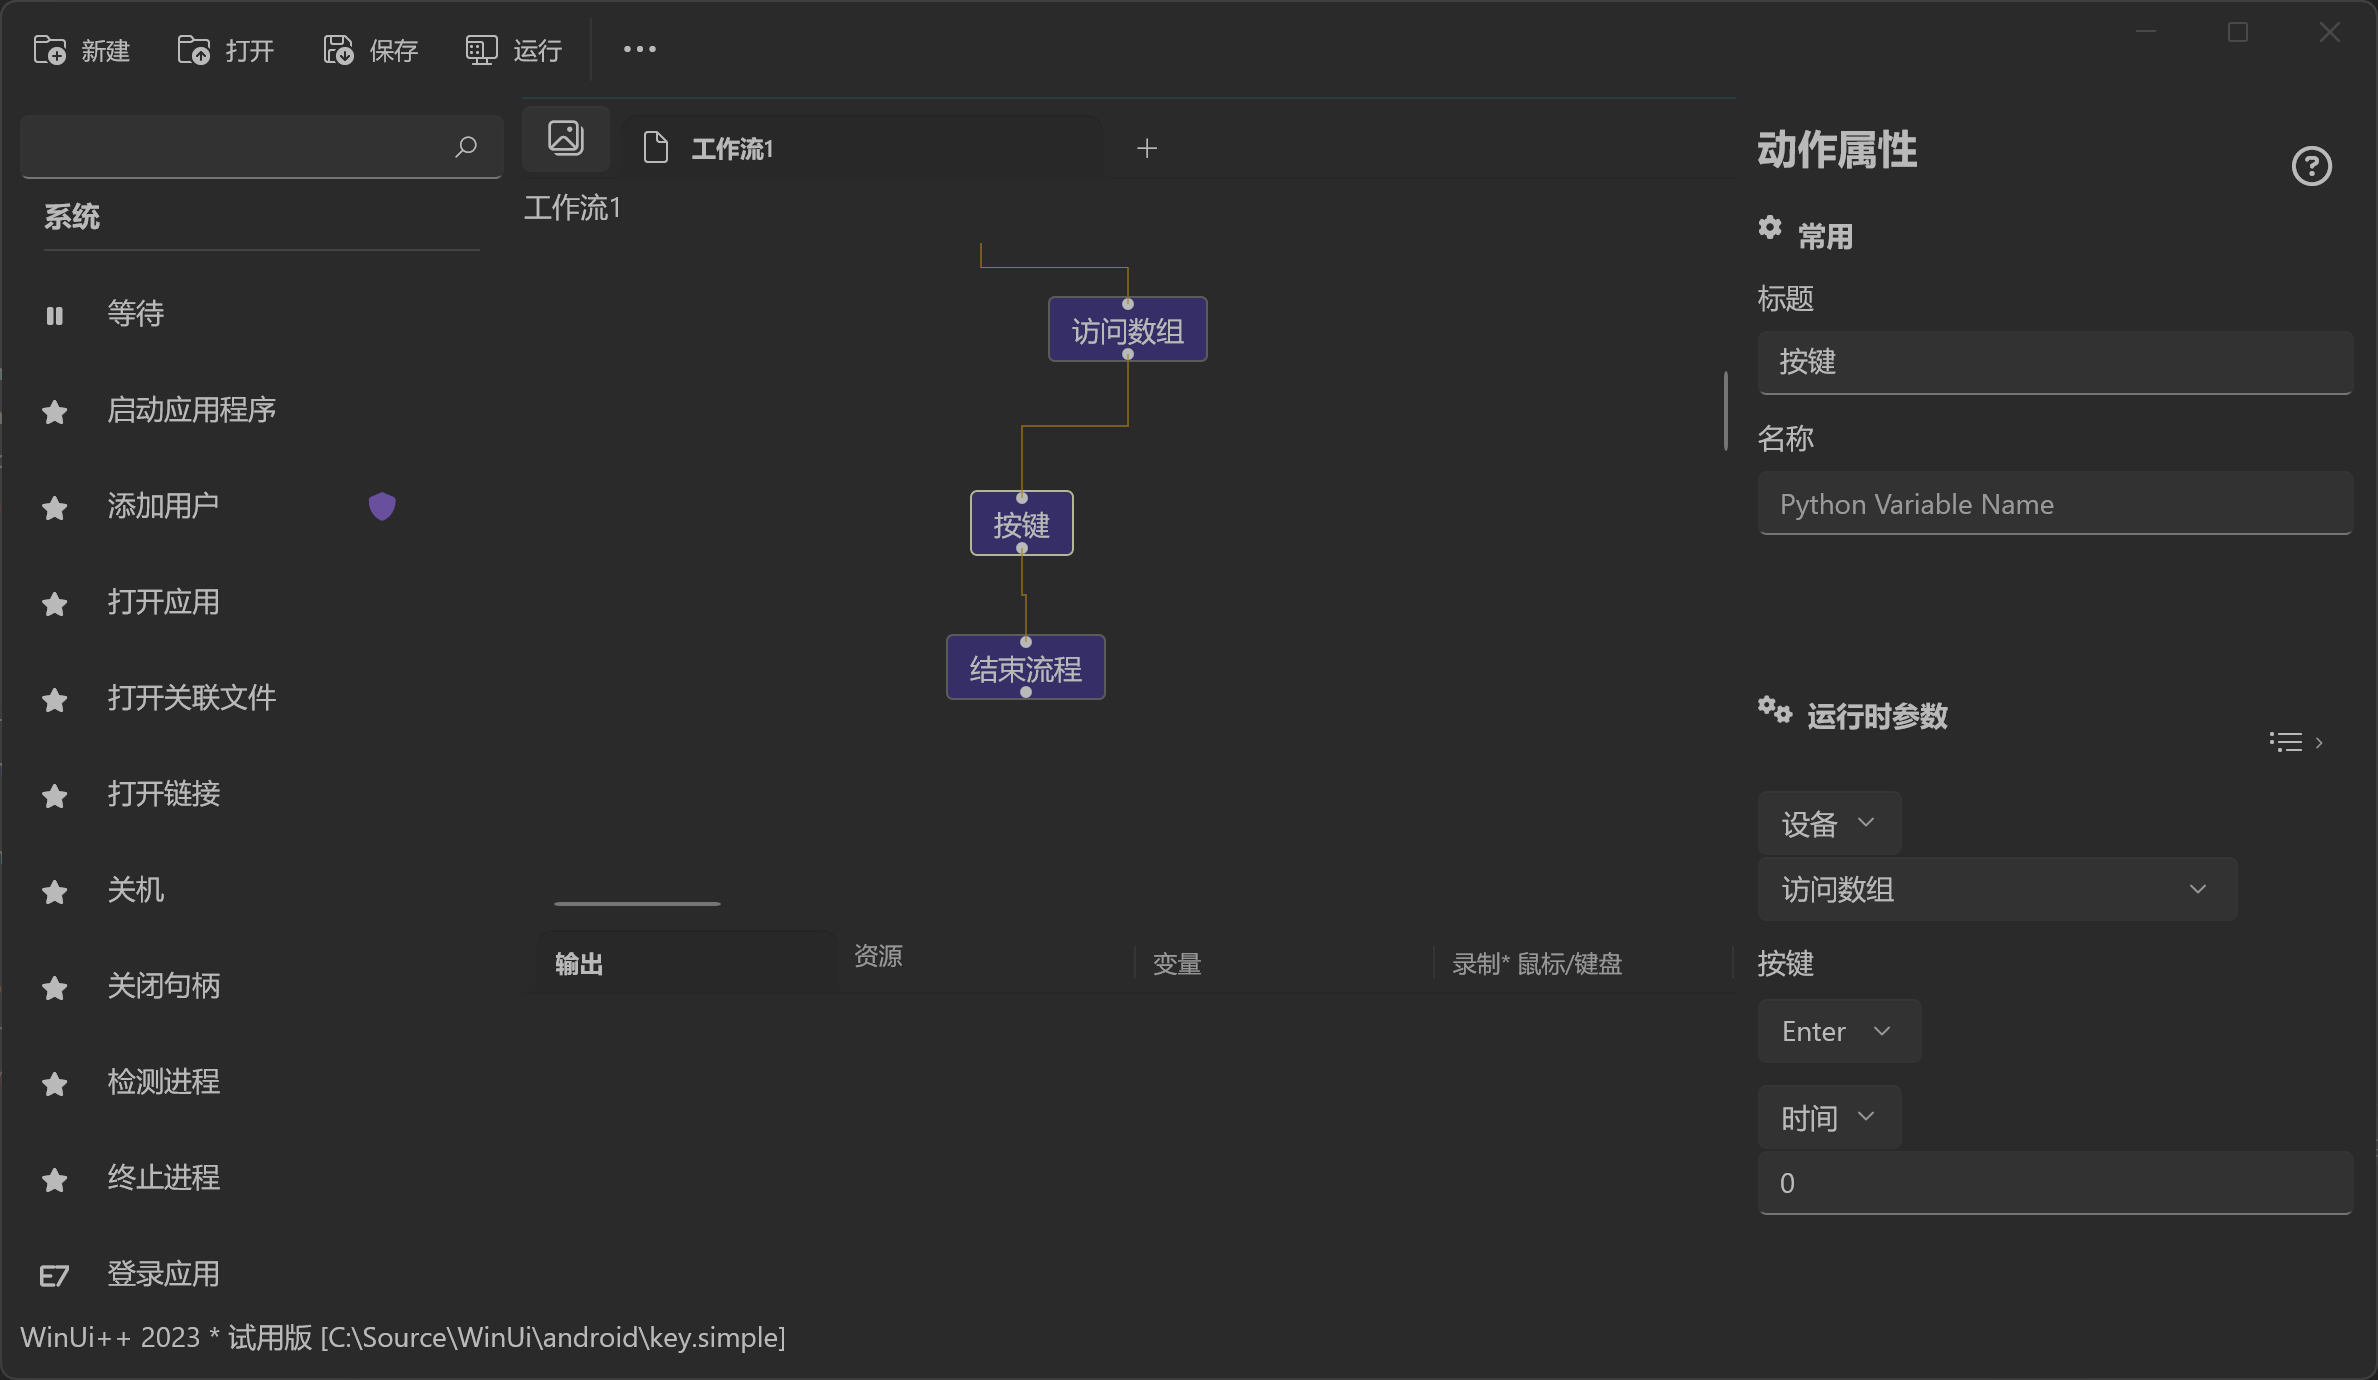 新建
打开
保存
运行
系统
等待
启动应用程序
添加用户
打开应用
打开关联文件
打开链接
关机
关闭句柄
检测进程
终止进程
E7 登录应用
工作流1
工作流1
访问数组
按键
结束流程
输出
资源
变量
录制* 鼠标/键盘
动作属性
常用
标题
按键
名称
Python Variable Name
运行时参数
设备
访问数组
按键
Enter
时间
0
WinUi++ 2023 * 试用版 [C:\Source\WinUi\android\key.simple]